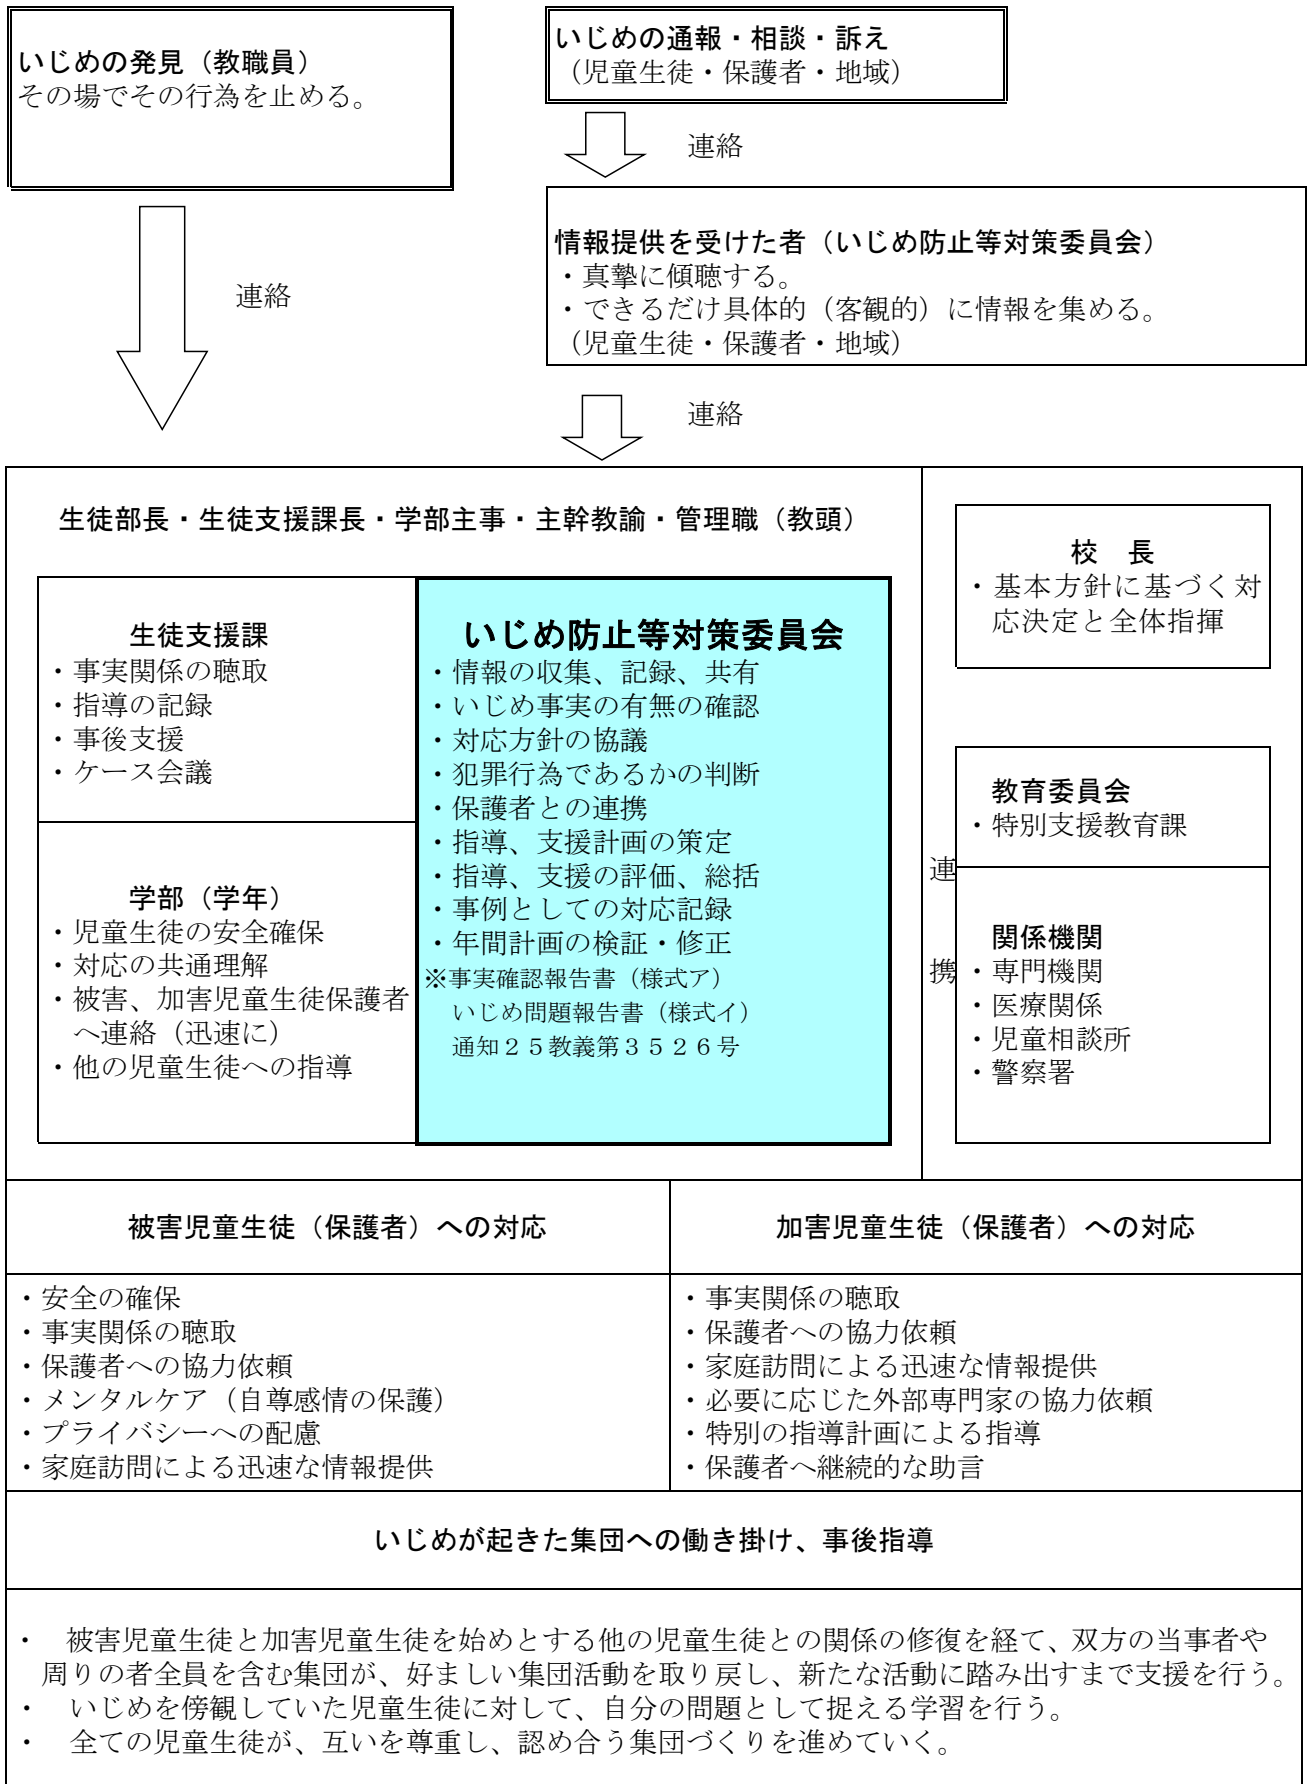 いじめの発見（教職員）
その場でその行為を止める。
いじめの通報・相談・訴え
（児童生徒・保護者・地域）
連絡
情報提供を受けた者（いじめ防止等対策委員会）
・真摯に傾聴する。
・できるだけ具体的（客観的）に情報を集める。
（児童生徒・保護者・地域）
連絡
連絡
生徒部長・生徒支援課長・学部主事・主幹教諭・管理職（教頭）
生徒支援課
・事実関係の聴取
・指導の記録
・事後支援
・ケース会議
学部（学年）
・児童生徒の安全確保
・対応の共通理解
・被害、加害児童生徒保護者
へ連絡（迅速に）
・他の児童生徒への指導
いじめ防止等対策委員会
・情報の収集、記録、共有
・いじめ事実の有無の確認
・対応方針の協議
・犯罪行為であるかの判断
・保護者との連携
・指導、支援計画の策定
・指導、支援の評価、総括
・事例としての対応記録
・年間計画の検証・修正
※事実確認報告書（様式ア）
いじめ問題報告書（様式イ）
通知２５教義第３５２６号
校　長
・基本方針に基づく対
応決定と全体指揮
連
携
教育委員会
・特別支援教育課
関係機関
・専門機関
・医療関係
・児童相談所
・警察署
被害児童生徒（保護者）への対応
・安全の確保
・事実関係の聴取
・保護者への協力依頼
・メンタルケア（自尊感情の保護）
・プライバシーへの配慮
・家庭訪問による迅速な情報提供
加害児童生徒（保護者）への対応
・事実関係の聴取
・保護者への協力依頼
・家庭訪問による迅速な情報提供
・必要に応じた外部専門家の協力依頼
・特別の指導計画による指導
・保護者へ継続的な助言
いじめが起きた集団への働き掛け、事後指導
・　被害児童生徒と加害児童生徒を始めとする他の児童生徒との関係の修復を経て、双方の当事者や
周りの者全員を含む集団が、好ましい集団活動を取り戻し、新たな活動に踏み出すまで支援を行う。
・　いじめを傍観していた児童生徒に対して、自分の問題として捉える学習を行う。
・　全ての児童生徒が、互いを尊重し、認め合う集団づくりを進めていく。